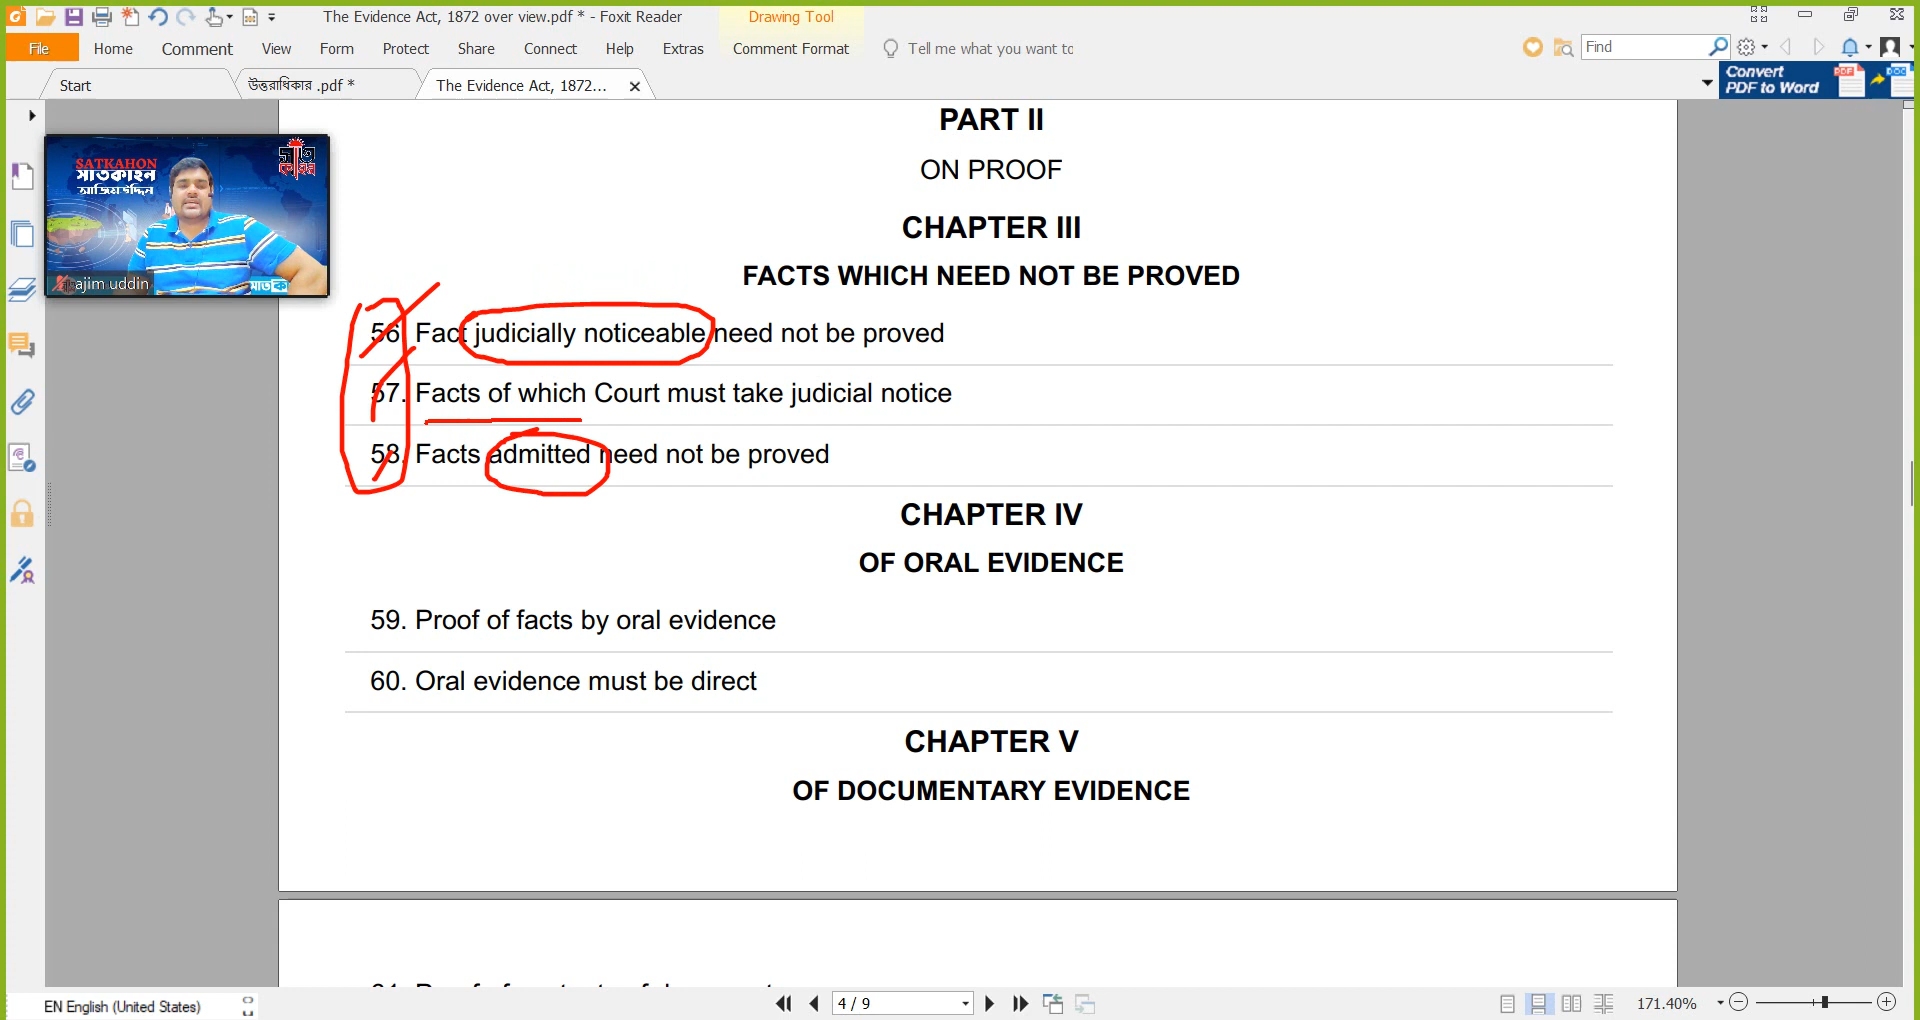 The Evidence Act, 1872 over view.pdf * - Foxit Reader
Drawing Tool
File Home Comment View Form Protect Share Connect Help Extras Comment Format Tell me what you want to Find
Start
উত্তরাধিকার .pdf *
The Evidence Act, 1872...
Convert
PDF to Word
PDF
DOC
SATKAHON
সাতকাহন
আজিম উদ্দিন
ajim uddin
PART II
ON PROOF
CHAPTER III
FACTS WHICH NEED NOT BE PROVED
56. Fact judicially noticeable need not be proved
57. Facts of which Court must take judicial notice
58. Facts admitted need not be proved
CHAPTER IV
OF ORAL EVIDENCE
59. Proof of facts by oral evidence
60. Oral evidence must be direct
CHAPTER V
OF DOCUMENTARY EVIDENCE
EN English (United States)
4 / 9
171.40%